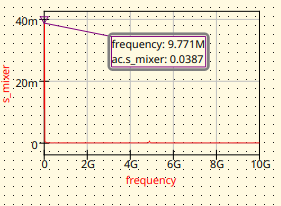 40m
frequency: 9.771M
ac.s_mixer: 0.0387
20m
s_mixer
0
0 2G 4G 6G 8G 10G
frequency